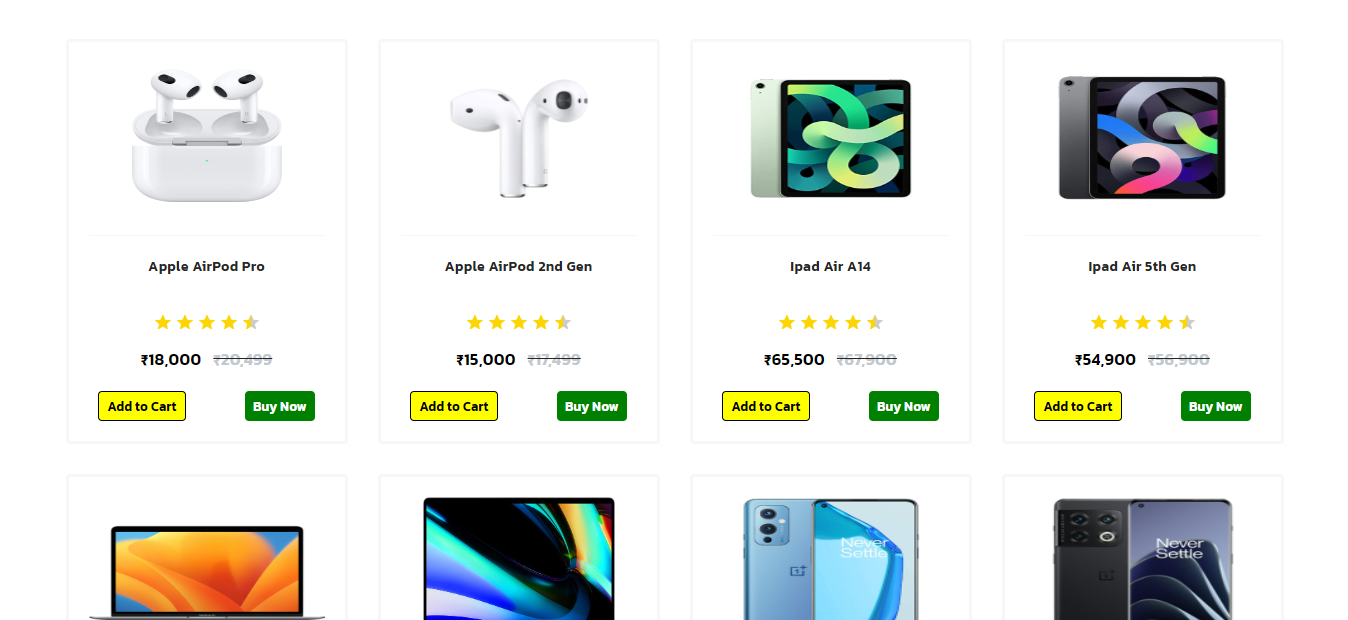 Apple AirPod Pro
₹18,000 ₹20,499
Add to Cart Buy Now
Apple AirPod 2nd Gen
₹15,000 ₹17,499
Add to Cart Buy Now
Ipad Air A14
₹65,500 ₹67,900
Add to Cart Buy Now
Ipad Air 5th Gen
₹54,900 ₹56,900
Add to Cart Buy Now
Never
Settle
Never
Settle